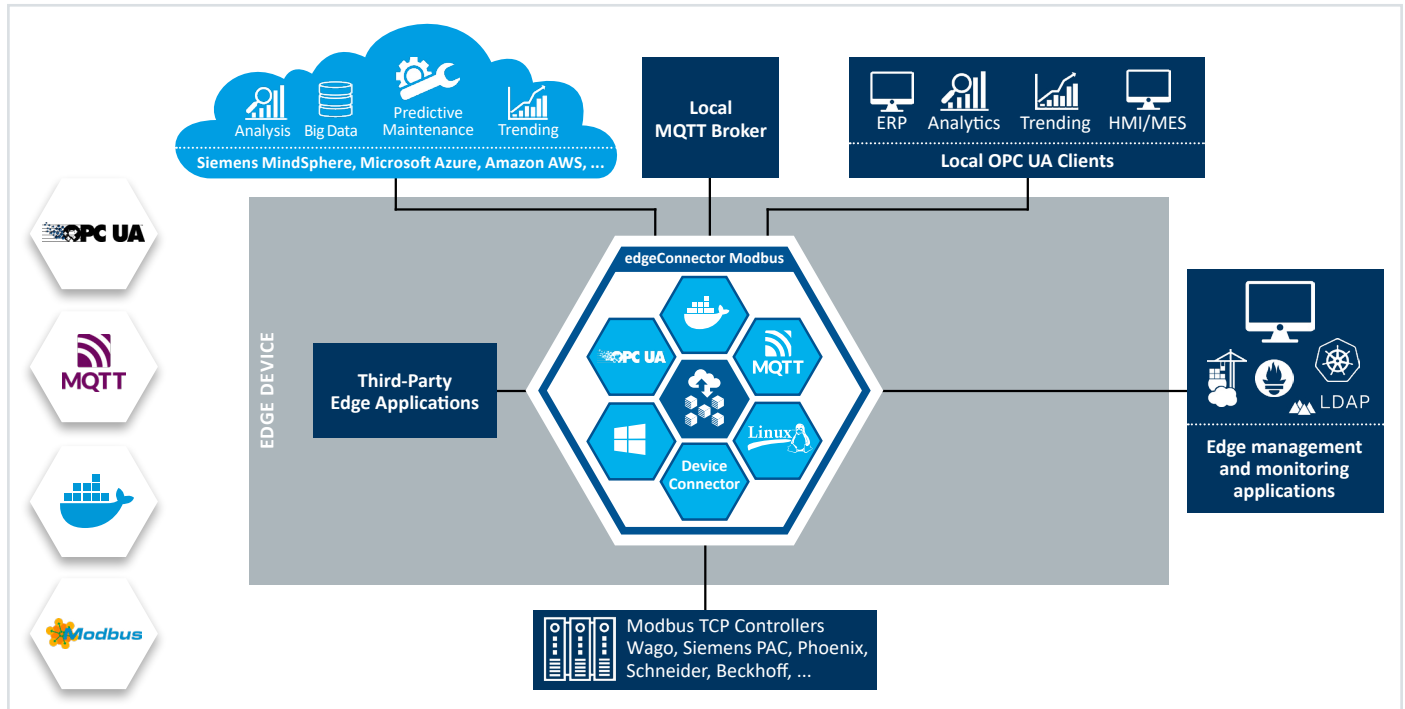 Analysis
Big Data
Predictive
Maintenance
Trending
Siemens MindSphere, Microsoft Azure, Amazon AWS, ...
Local
MQTT Broker
ERP
Analytics
Trending
HMI/MES
Local OPC UA Clients
OPC UA
MQTT
Modbus
EDGE DEVICE
Third-Party
Edge Applications
edgeConnector Modbus
OPC UA
MQTT
Linux
Device
Connector
LDAP
Edge management
and monitoring
applications
Modbus TCP Controllers
Wago, Siemens PAC, Phoenix,
Schneider, Beckhoff, ...